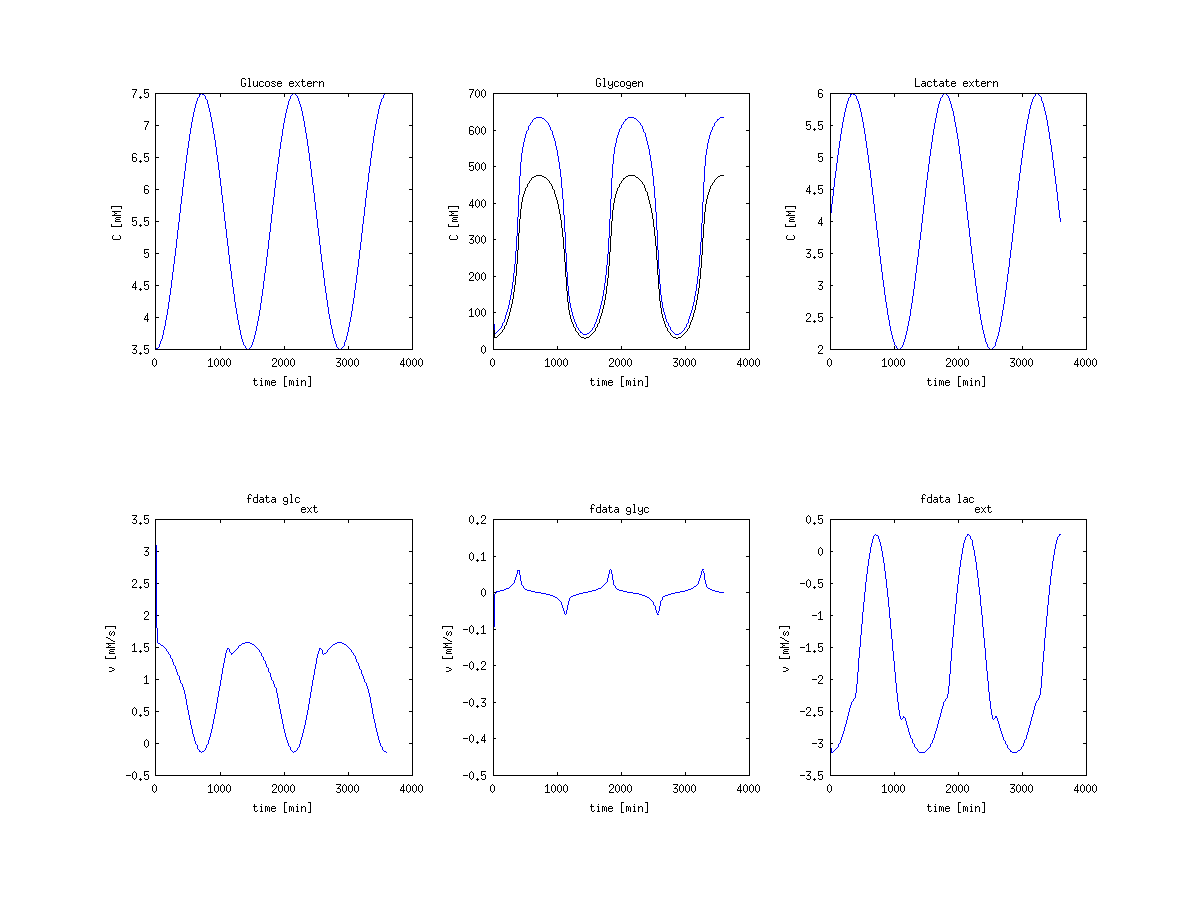 Glucose extern
7.5
7
6.5
6
5.5
5
4.5
4
3.5
C [mM]
0 1000 2000 3000 4000
time [min]
Glycogen
700
600
500
400
300
200
100
0
C [mM]
0 1000 2000 3000 4000
time [min]
Lactate extern
6
5.5
5
4.5
4
3.5
3
2.5
2
C [mM]
0 1000 2000 3000 4000
time [min]
fdata glc
ext
3.5
3
2.5
2
1.5
1
0.5
0
-0.5
v [mM/s]
0 1000 2000 3000 4000
time [min]
fdata glyc
0.2
0.1
0
-0.1
-0.2
-0.3
-0.4
-0.5
v [mM/s]
0 1000 2000 3000 4000
time [min]
fdata lac
ext
0.5
0
-0.5
-1
-1.5
-2
-2.5
-3
-3.5
v [mM/s]
0 1000 2000 3000 4000
time [min]